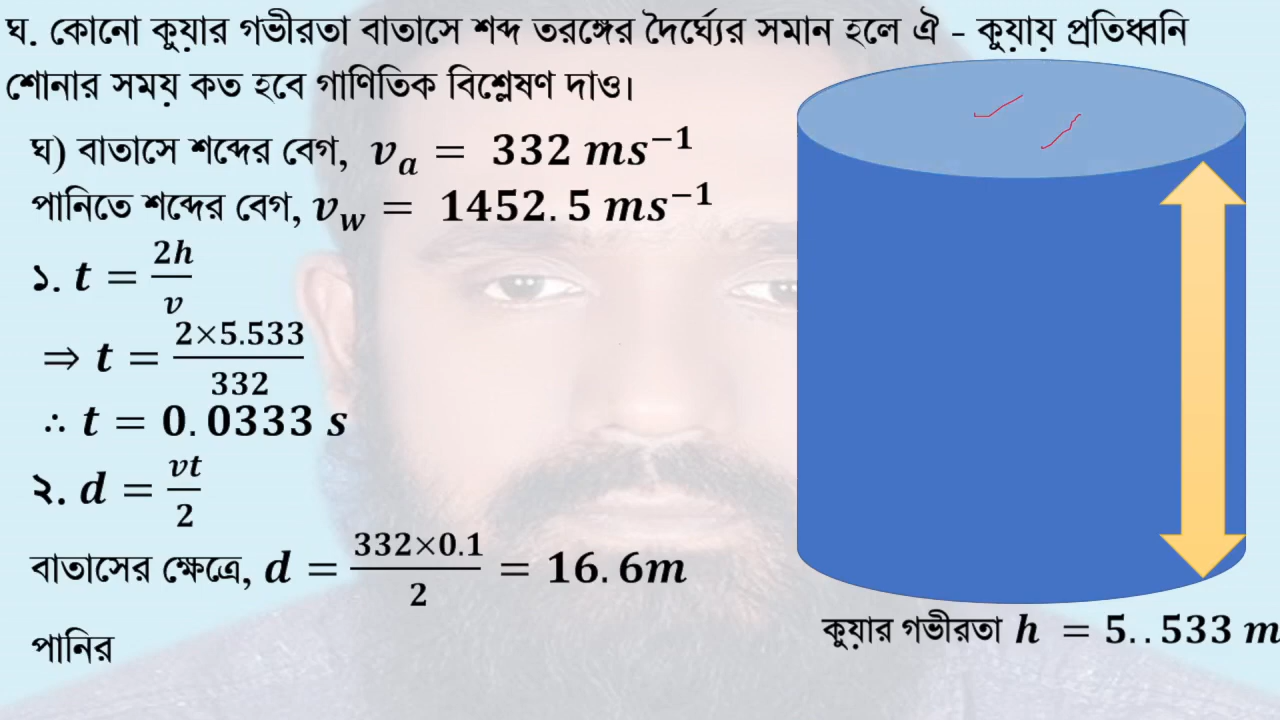 ঘ. কোনো কুয়ার গভীরতা বাতাসে শব্দ তরঙ্গের দৈর্ঘ্যের সমান হলে ঐ - কুয়ায় প্রতিধ্বনি
শোনার সময় কত হবে গাণিতিক বিশ্লেষণ দাও।
ঘ) বাতাসে শব্দের বেগ, vₐ = 332 ms⁻¹
পানিতে শব্দের বেগ, v_w = 1452.5 ms⁻¹
১. t = 2h/v
⇒ t = 2×5.533/332
∴ t = 0.0333 s
২. d = vt/2
বাতাসের ক্ষেত্রে, d = 332×0.1/2 = 16.6m
পানির
কুয়ার গভীরতা h = 5..533 m